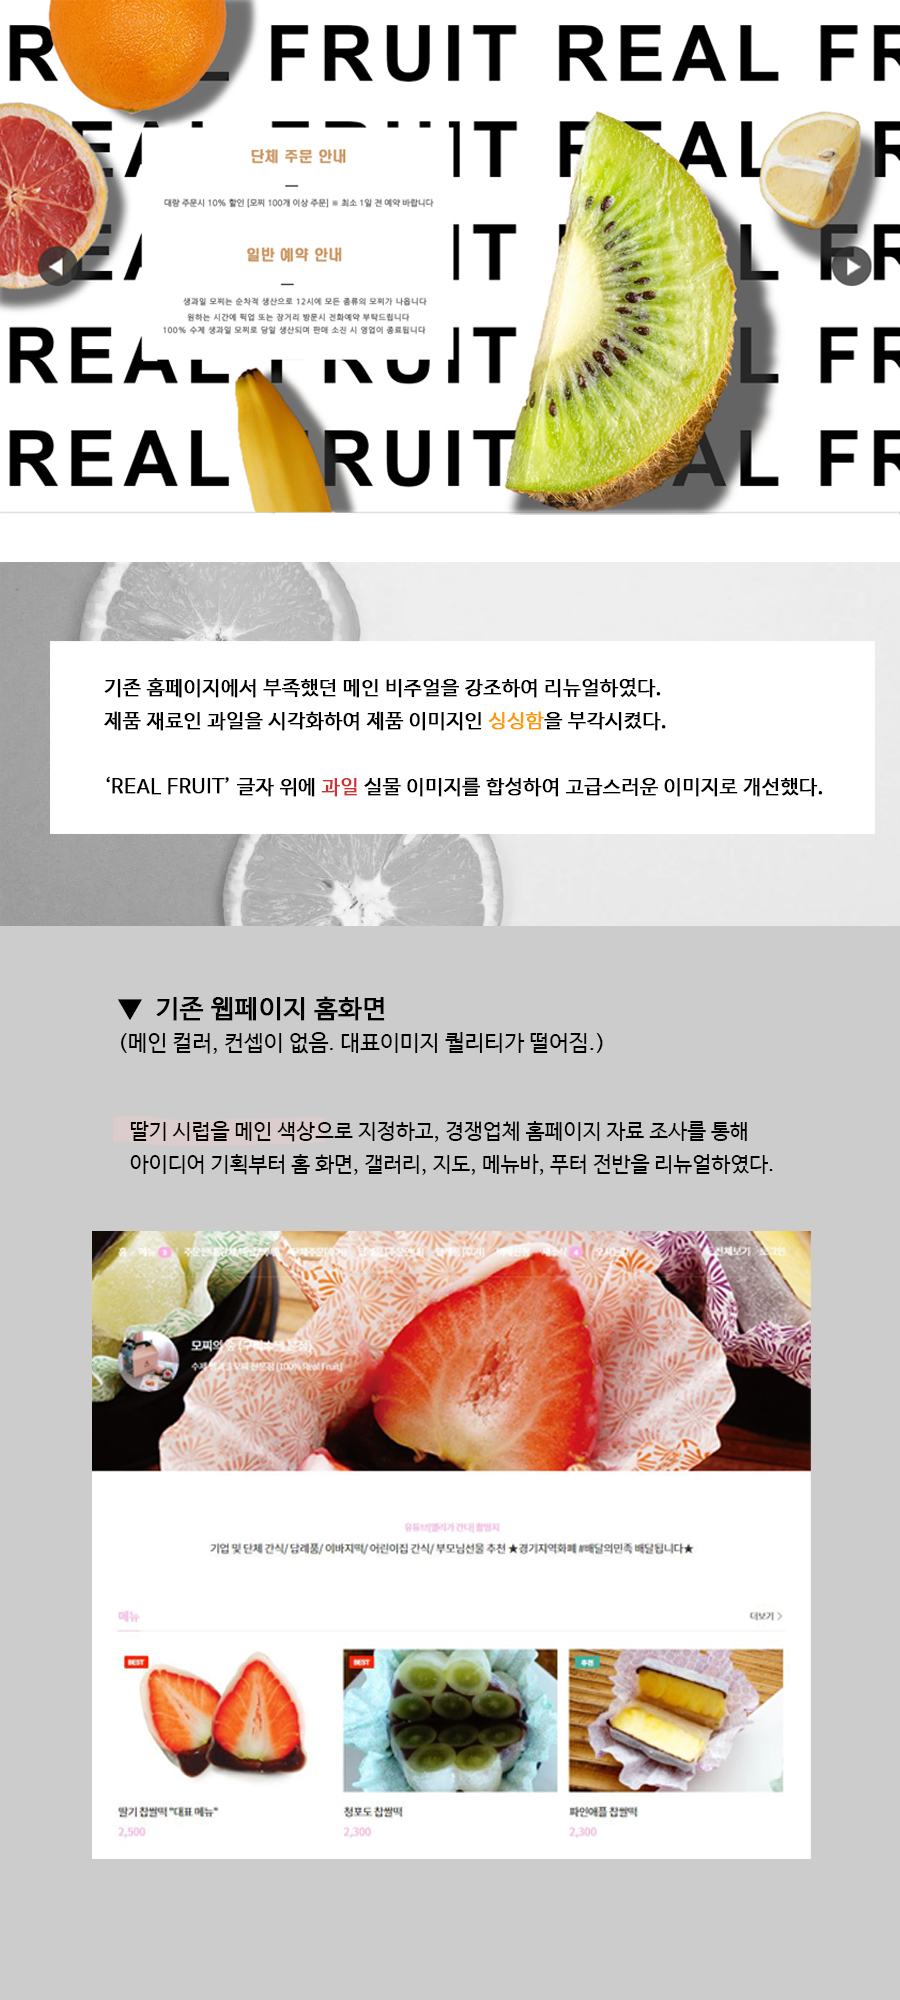 REAL FRUIT REAL FR
REAL FRUIT REAL FR
단체 주문 안내
대량 주문시 10% 할인 [모찌 100개 이상 주문] ※ 최소 1일 전 예약 바랍니다
REAL FRUIT REAL FR
일반 예약 안내
생과일 모찌는 순차적 생산으로 12시에 모든 종류의 모찌가 나옵니다
원하는 시간에 픽업 또는 장거리 방문시 전화예약 부탁드립니다
100% 수제 생과일 모찌로 당일 생산되며 판매 소진 시 영업이 종료됩니다
REAL FRUIT REAL FR
REAL FRUIT REAL FR
기존 홈페이지에서 부족했던 메인 비주얼을 강조하여 리뉴얼하였다.
제품 재료인 과일을 시각화하여 제품 이미지인 싱싱함을 부각시켰다.
‘REAL FRUIT’ 글자 위에 과일 실물 이미지를 합성하여 고급스러운 이미지로 개선했다.
▼ 기존 웹페이지 홈화면
(메인 컬러, 컨셉이 없음. 대표이미지 퀄리티가 떨어짐.)
딸기 시럽을 메인 색상으로 지정하고, 경쟁업체 홈페이지 자료 조사를 통해
아이디어 기획부터 홈 화면, 갤러리, 지도, 메뉴바, 푸터 전반을 리뉴얼하였다.
홈 메뉴 전체보기 로그인
모찌의 숲
수제 모찌 전문점 (100% Real Fruit)
기업 및 단체 간식/ 답례품/ 이바지떡/ 어린이집 간식/ 부모님선물 추천 ★경기지역화폐 #배달의민족 배달됩니다★
메뉴 더보기 >
BEST BEST 추천
딸기 찹쌀떡 "대표 메뉴" 청포도 찹쌀떡 파인애플 찹쌀떡
2,500 2,300 2,300